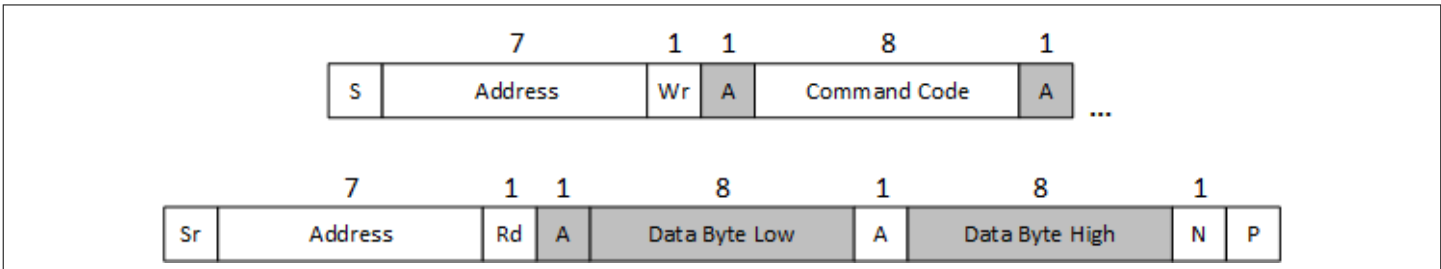 7 1 1 8 1
S Address Wr A Command Code A ...
7 1 1 8 1 8 1
Sr Address Rd A Data Byte Low A Data Byte High N P